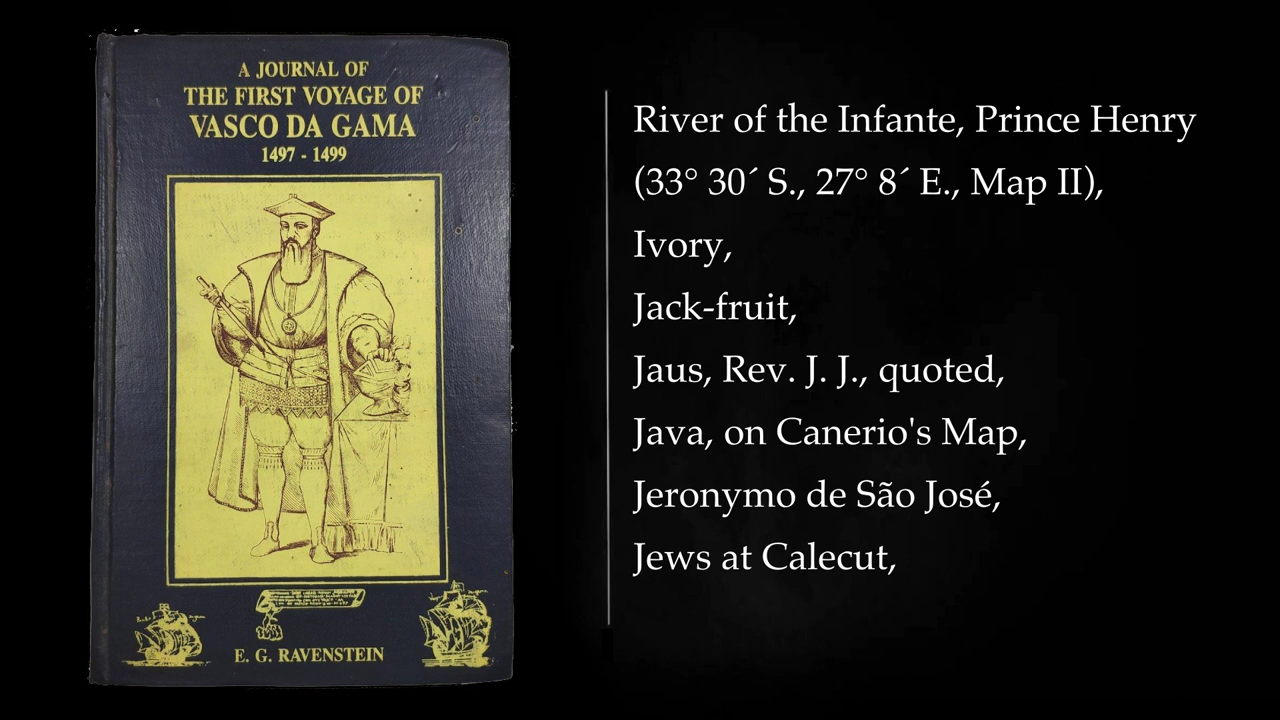 A JOURNAL OF
THE FIRST VOYAGE OF
VASCO DA GAMA
1497 - 1499
E. G. RAVENSTEIN
River of the Infante, Prince Henry
(33° 30´ S., 27° 8´ E., Map II),
Ivory,
Jack-fruit,
Jaus, Rev. J. J., quoted,
Java, on Canerio's Map,
Jeronymo de São José,
Jews at Calecut,